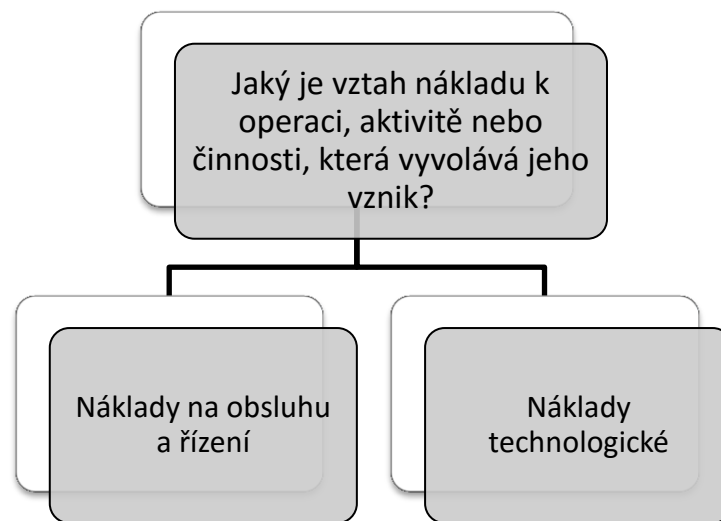 Jaký je vztah nákladu k
operaci, aktivitě nebo
činnosti, která vyvolává jeho
vznik?
Náklady na obsluhu
a řízení
Náklady
technologické